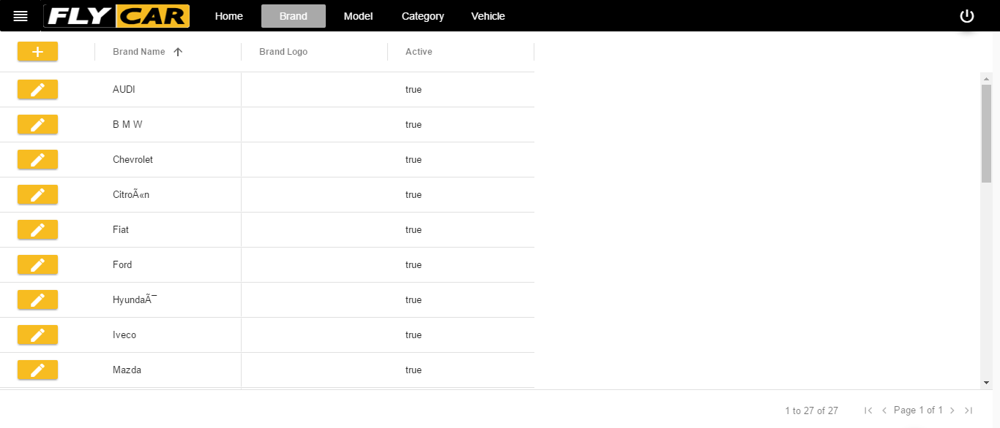 FLY CAR Home Brand Model Category Vehicle
Brand Name Brand Logo Active
AUDI true
B M W true
Chevrolet true
CitroÃ«n true
Fiat true
Ford true
HyundaÃ¯ true
Iveco true
Mazda true
1 to 27 of 27 Page 1 of 1